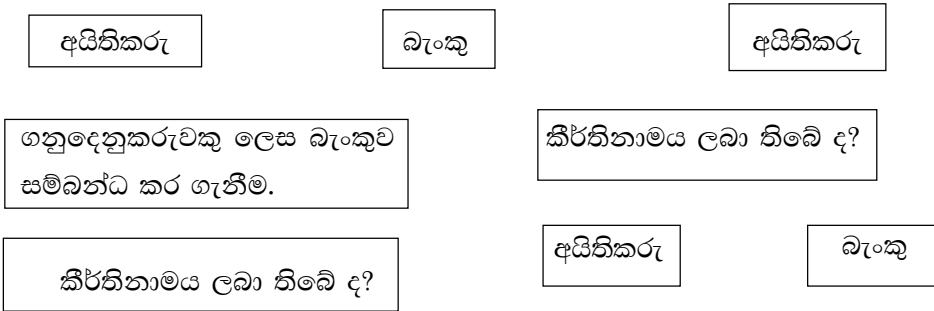 අයිතිකරු
බැංකු
අයිතිකරු
ගනුදෙනුකරුවකු ලෙස බැංකුව
සම්බන්ධ කර ගැනීම.
කීර්තිනාමය ලබා තිබේ ද?
අයිතිකරු
බැංකු
කීර්තිනාමය ලබා තිබේ ද?